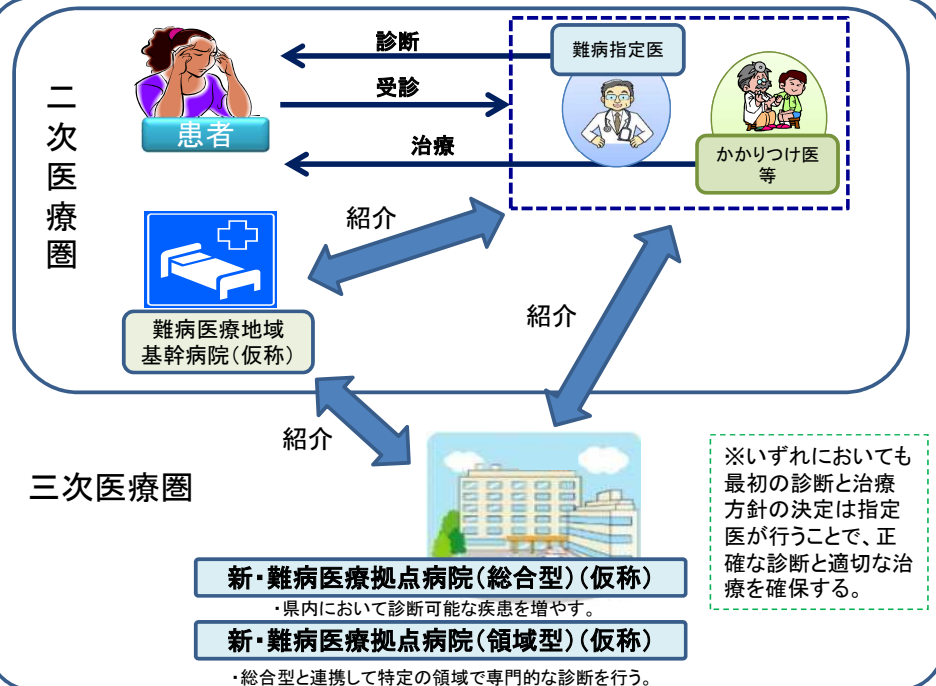 二次医療圏
診断
受診
治療
患者
難病指定医
かかりつけ医
等
紹介
難病医療地域
基幹病院(仮称)
紹介
紹介
三次医療圏
※いずれにおいても
最初の診断と治療
方針の決定は指定
医が行うことで、正
確な診断と適切な治
療を確保する。
新・難病医療拠点病院(総合型)(仮称)
・県内において診断可能な疾患を増やす。
新・難病医療拠点病院(領域型)(仮称)
・総合型と連携して特定の領域で専門的な診断を行う。